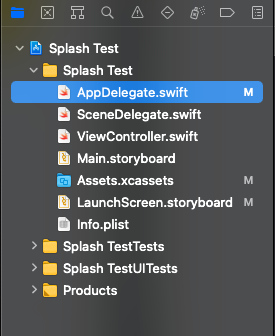 Splash Test
Splash Test
AppDelegate.swift M
SceneDelegate.swift
ViewController.swift
Main.storyboard
Assets.xcassets M
LaunchScreen.storyboard M
Info.plist
Splash TestTests
Splash TestUITests
Products